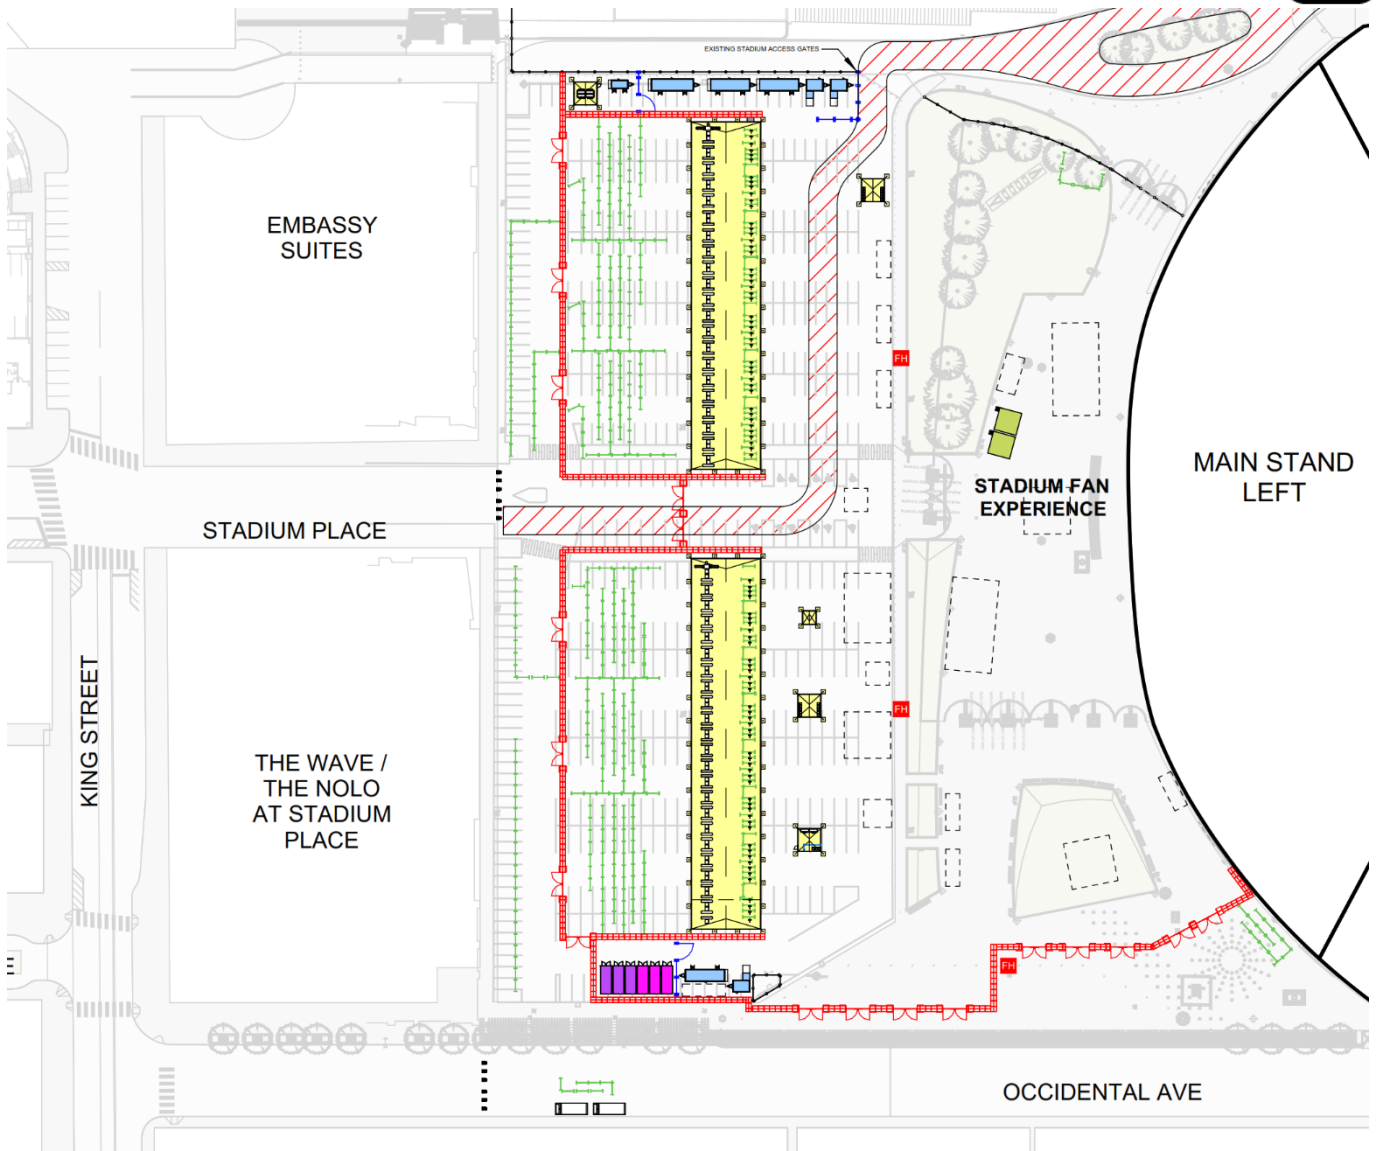 EXISTING STADIUM ACCESS GATES
EMBASSY
SUITES
FH
MAIN STAND
LEFT
STADIUM FAN
EXPERIENCE
STADIUM PLACE
KING STREET
THE WAVE /
THE NOLO
AT STADIUM
PLACE
FH
FH
OCCIDENTAL AVE